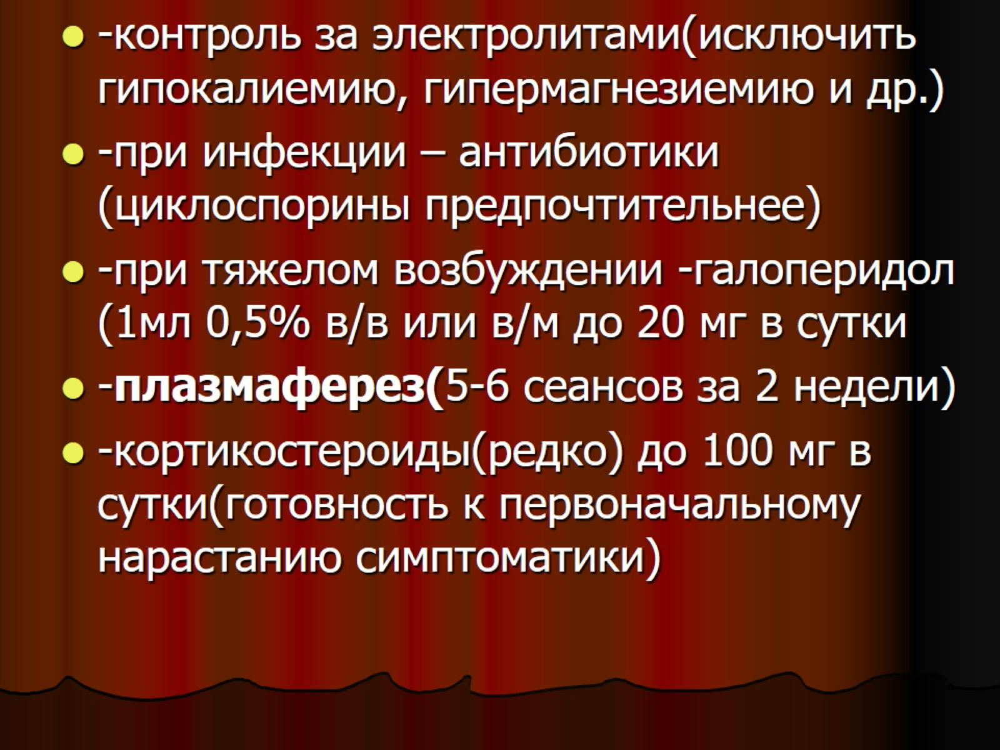 -контроль за электролитами(исключить
гипокалиемию, гипермагнезиемию и др.)
-при инфекции – антибиотики
(циклоспорины предпочтительнее)
-при тяжелом возбуждении -галоперидол
(1мл 0,5% в/в или в/м до 20 мг в сутки
-плазмаферез(5-6 сеансов за 2 недели)
-кортикостероиды(редко) до 100 мг в
сутки(готовность к первоначальному
нарастанию симптоматики)